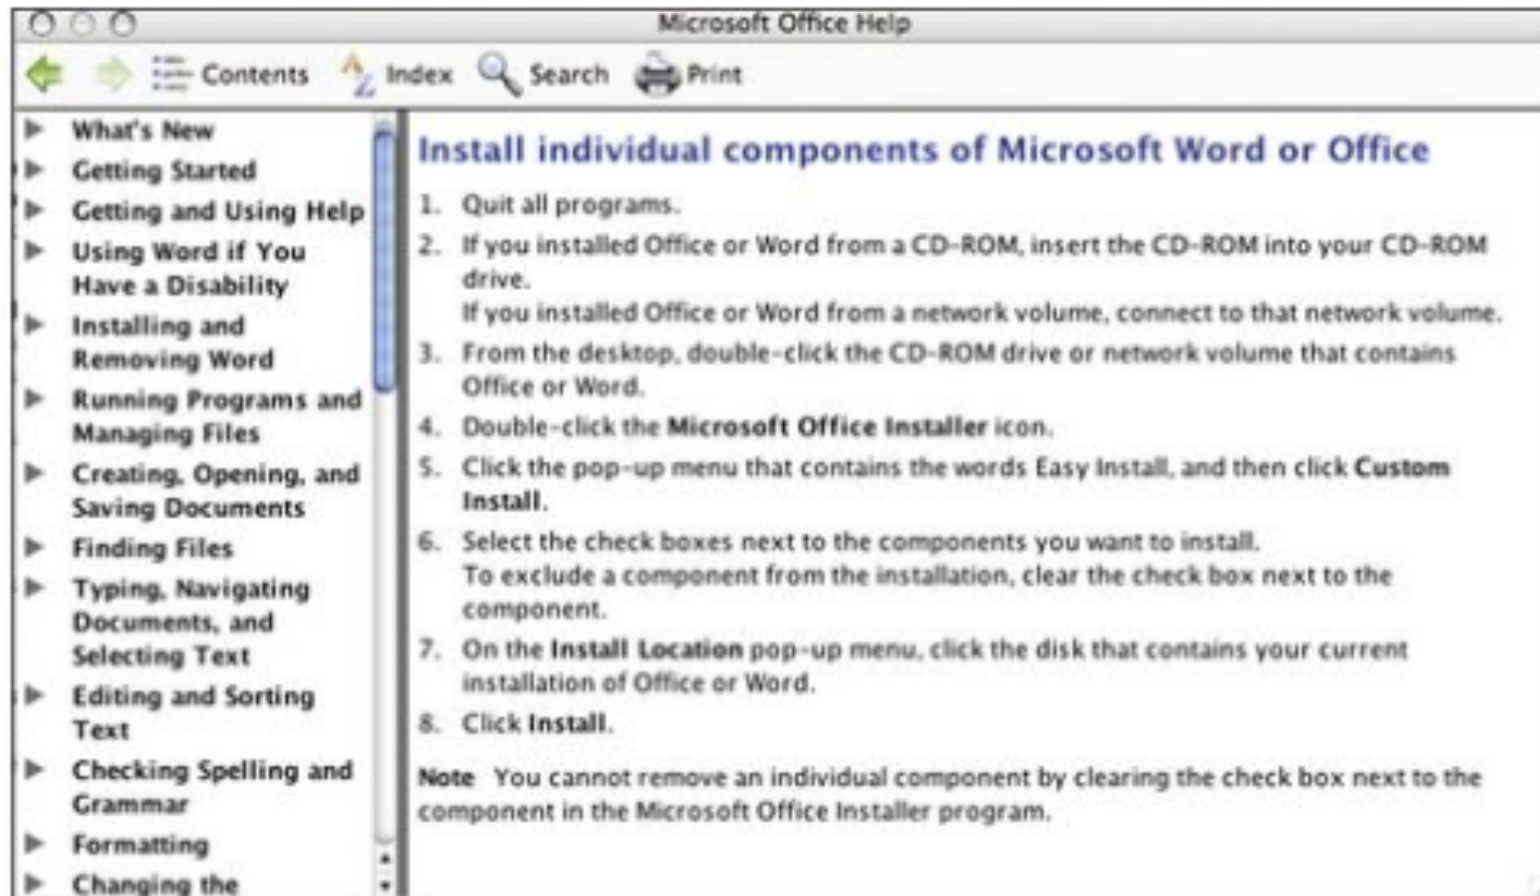 Microsoft Office Help
Contents Index Search Print
What's New
Getting Started
Getting and Using Help
Using Word if You
Have a Disability
Installing and
Removing Word
Running Programs and
Managing Files
Creating, Opening, and
Saving Documents
Finding Files
Typing, Navigating
Documents, and
Selecting Text
Editing and Sorting
Text
Checking Spelling and
Grammar
Formatting
Changing the
Install individual components of Microsoft Word or Office
1. Quit all programs.
2. If you installed Office or Word from a CD-ROM, insert the CD-ROM into your CD-ROM
drive.
If you installed Office or Word from a network volume, connect to that network volume.
3. From the desktop, double-click the CD-ROM drive or network volume that contains
Office or Word.
4. Double-click the Microsoft Office Installer icon.
5. Click the pop-up menu that contains the words Easy Install, and then click Custom
Install.
6. Select the check boxes next to the components you want to install.
To exclude a component from the installation, clear the check box next to the
component.
7. On the Install Location pop-up menu, click the disk that contains your current
installation of Office or Word.
8. Click Install.
Note You cannot remove an individual component by clearing the check box next to the
component in the Microsoft Office Installer program.